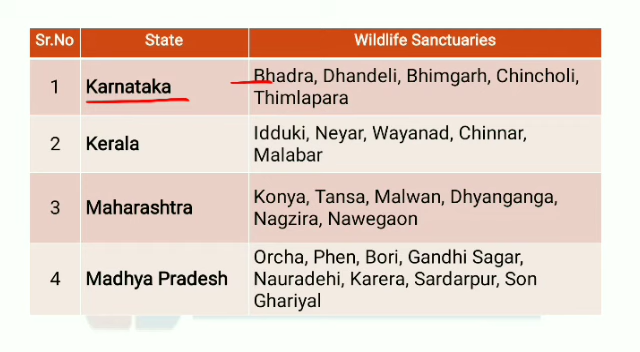 Sr.No State Wildlife Sanctuaries
1 Karnataka Bhadra, Dhandeli, Bhimgarh, Chincholi,
Thimlapara
2 Kerala Idduki, Neyar, Wayanad, Chinnar,
Malabar
3 Maharashtra Konya, Tansa, Malwan, Dhyanganga,
Nagzira, Nawegaon
4 Madhya Pradesh Orcha, Phen, Bori, Gandhi Sagar,
Nauradehi, Karera, Sardarpur, Son
Ghariyal